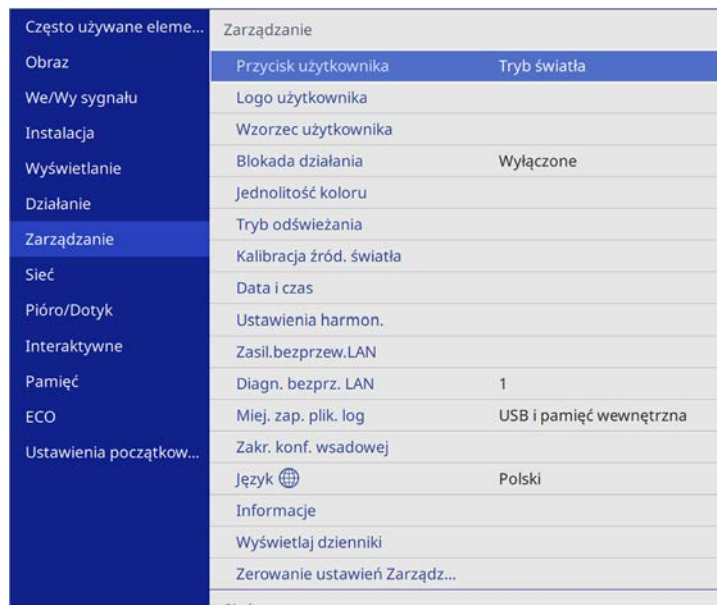 Często używane eleme...
Obraz
We/Wy sygnału
Instalacja
Wyświetlanie
Działanie
Zarządzanie
Sieć
Pióro/Dotyk
Interaktywne
Pamięć
ECO
Ustawienia początkow...
Zarządzanie
Przycisk użytkownika Tryb światła
Logo użytkownika
Wzorzec użytkownika
Blokada działania Wyłączone
Jednolitość koloru
Tryb odświeżania
Kalibracja źród. światła
Data i czas
Ustawienia harmon.
Zasil.bezprzew.LAN
Diagn. bezprz. LAN 1
Miej. zap. plik. log USB i pamięć wewnętrzna
Zakr. konf. wsadowej
Język Polski
Informacje
Wyświetlaj dzienniki
Zerowanie ustawień Zarządz...